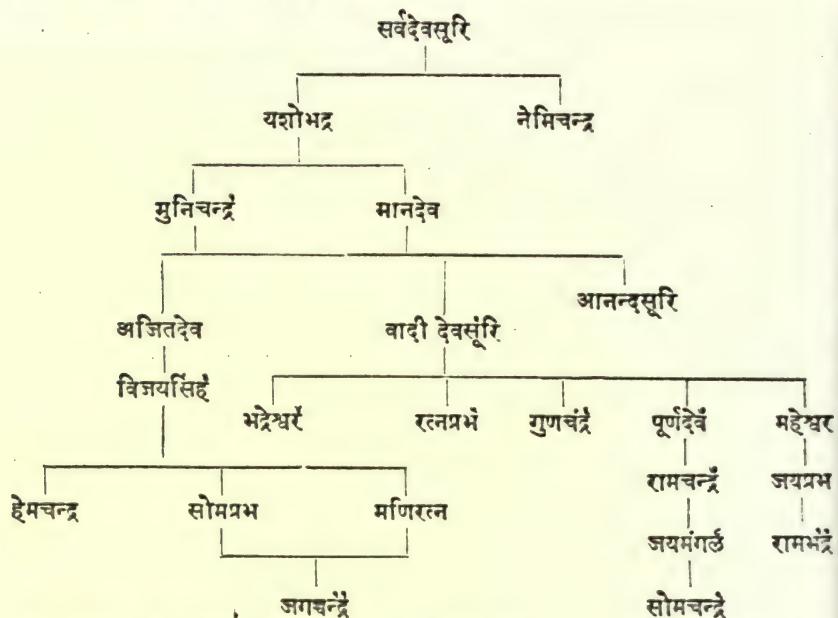 सर्वदेवसूरि
यशोभद्र नेमिचन्द्र
मुनिचन्द्र मानदेव
आनन्दसूरि
अजितदेव वादी देवसूरि
विजयसिंह
भद्रेश्वर रत्नप्रभ गुणचंद्र पूर्णदेव महेश्वर
रामचन्द्र जयप्रभ
हेमचन्द्र सोमप्रभ मणिरत्न
जयमंगल रामभद्र
जगच्चन्द्र सोमचन्द्र